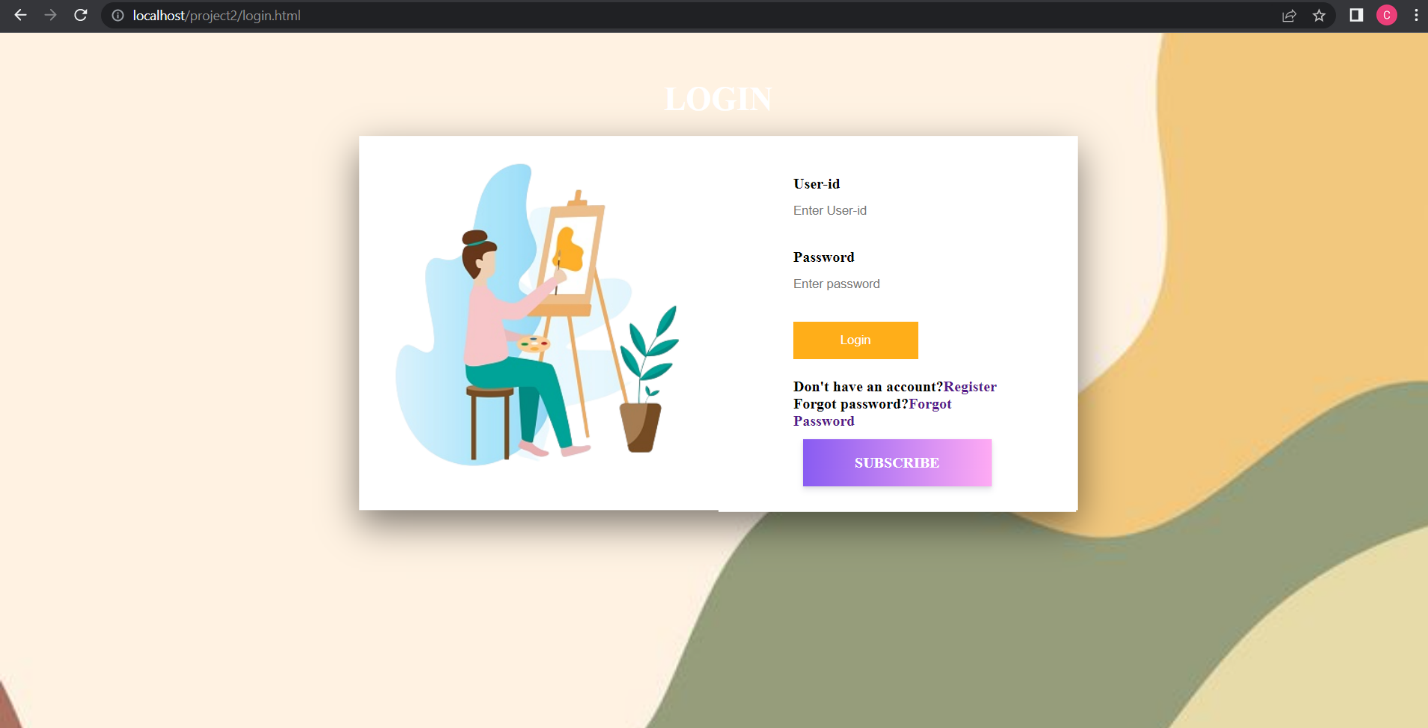 localhost/project2/login.html
C
LOGIN
User-id
Enter User-id
Password
Enter password
Login
Don't have an account?Register
Forgot password?Forgot
Password
SUBSCRIBE